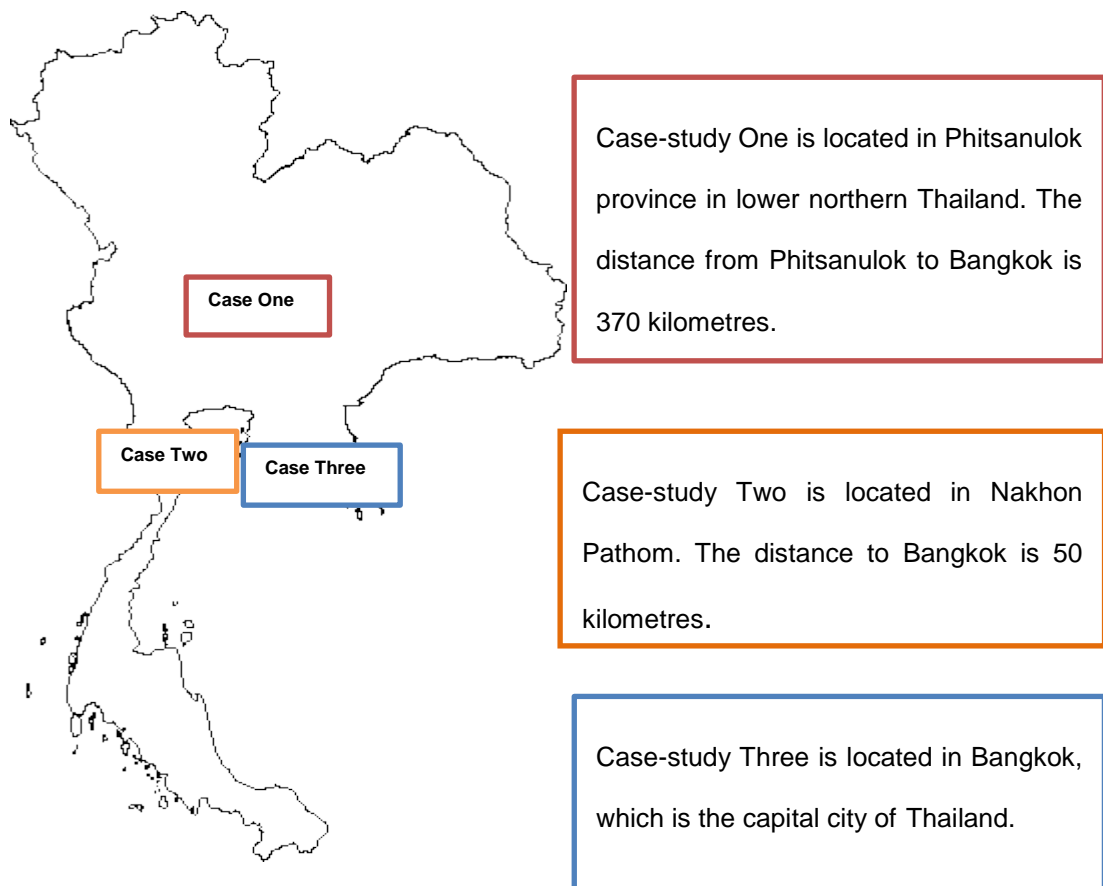 Case One
Case Two
Case Three
Case-study One is located in Phitsanulok
province in lower northern Thailand. The
distance from Phitsanulok to Bangkok is
370 kilometres.
Case-study Two is located in Nakhon
Pathom. The distance to Bangkok is 50
kilometres.
Case-study Three is located in Bangkok,
which is the capital city of Thailand.